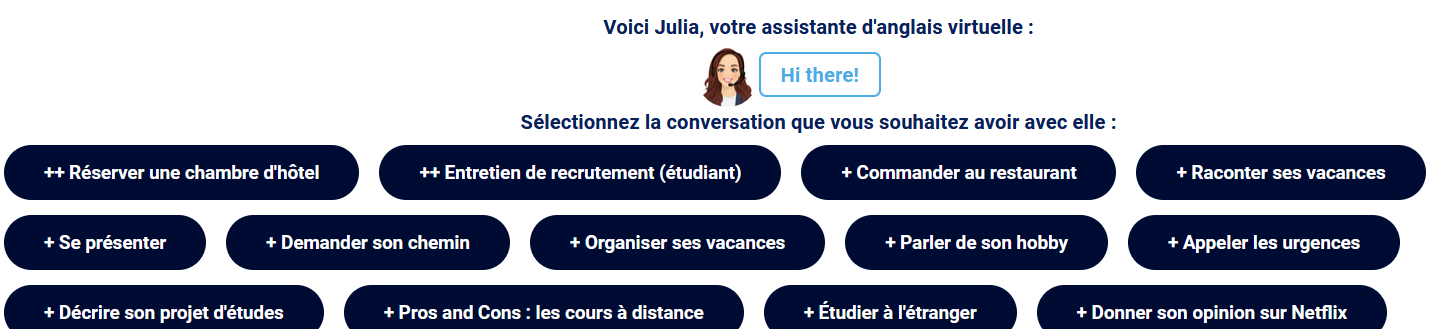 Voici Julia, votre assistante d'anglais virtuelle :
Hi there!
Sélectionnez la conversation que vous souhaitez avoir avec elle :
++ Réserver une chambre d'hôtel
++ Entretien de recrutement (étudiant)
+ Commander au restaurant
+ Raconter ses vacances
+ Se présenter
+ Demander son chemin
+ Organiser ses vacances
+ Parler de son hobby
+ Appeler les urgences
+ Décrire son projet d'études
+ Pros and Cons : les cours à distance
+ Étudier à l'étranger
+ Donner son opinion sur Netflix